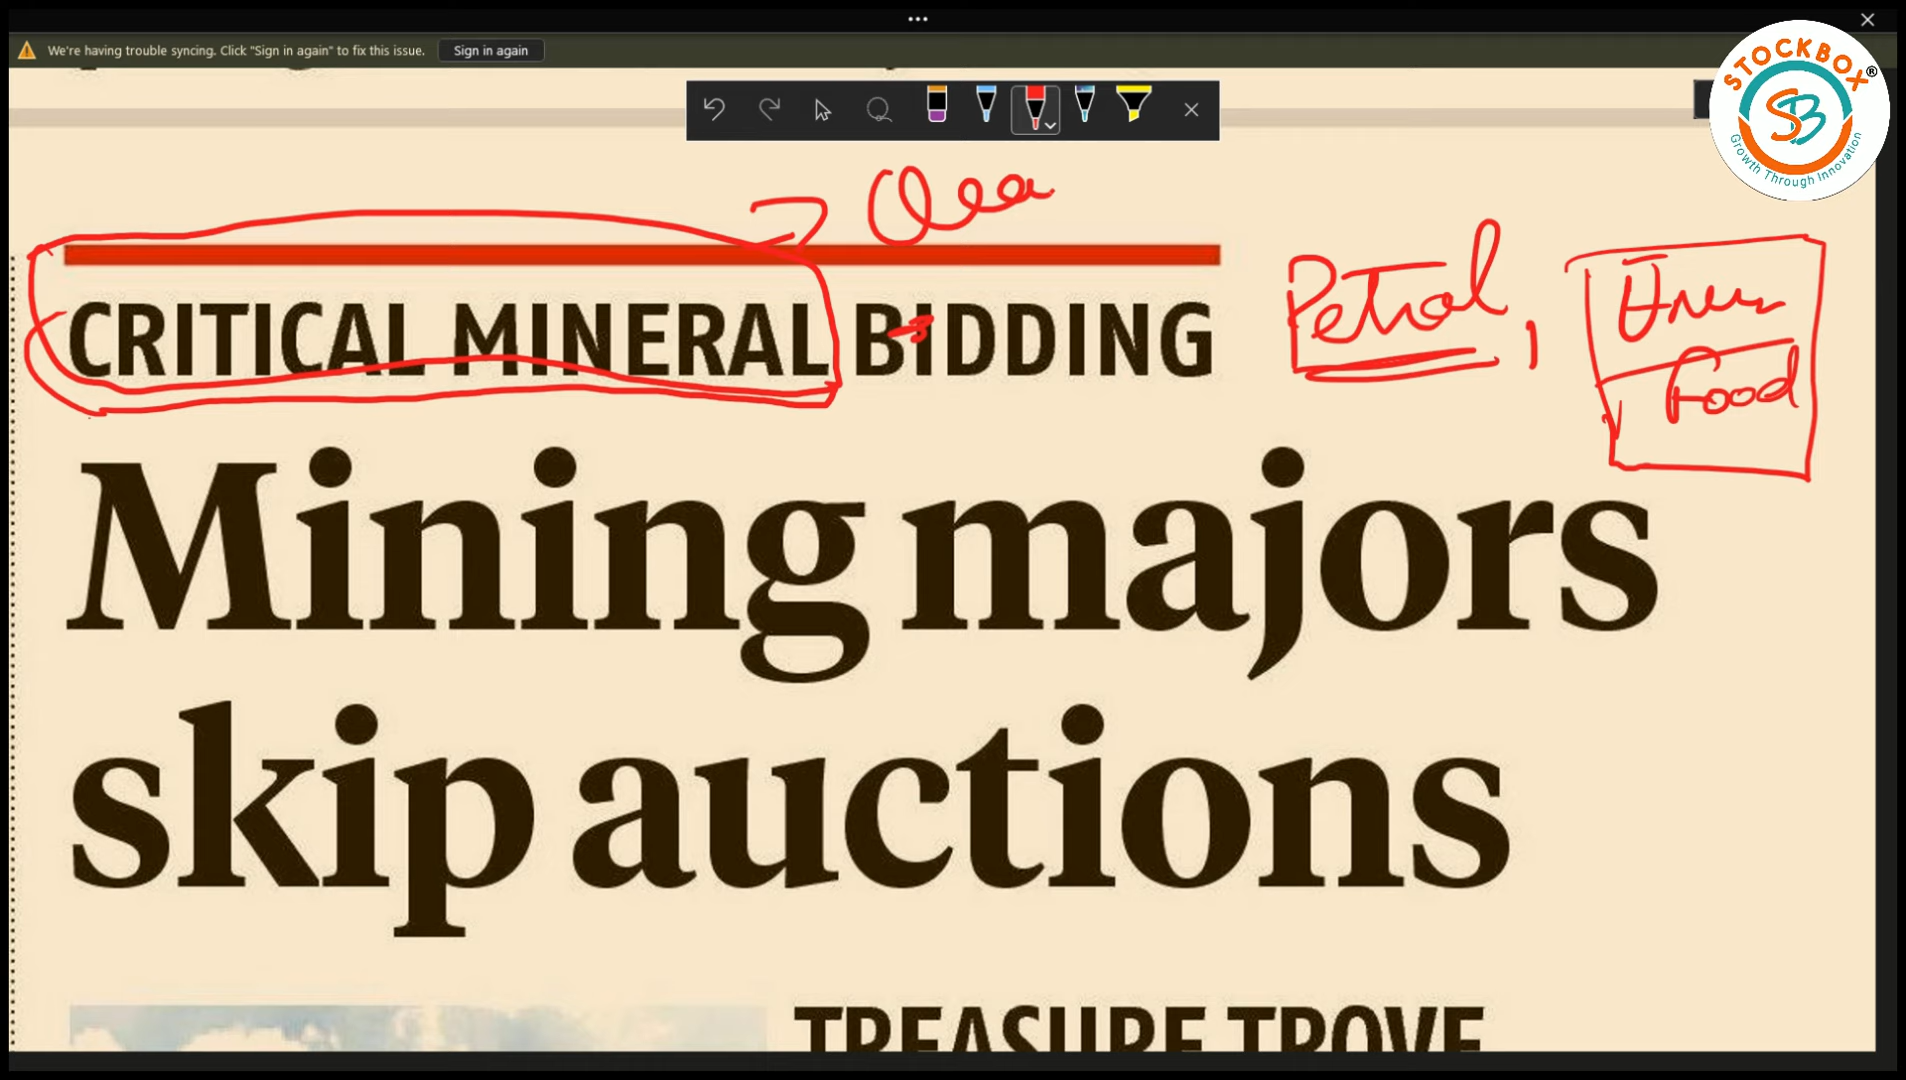 We're having trouble syncing. Click "Sign in again" to fix this issue. Sign in again
STOCKBOX®
SB
Growth Through Innovation
Petrol,
Food
CRITICAL MINERAL BIDDING
Mining majors
skip auctions
TREASURE TROVE